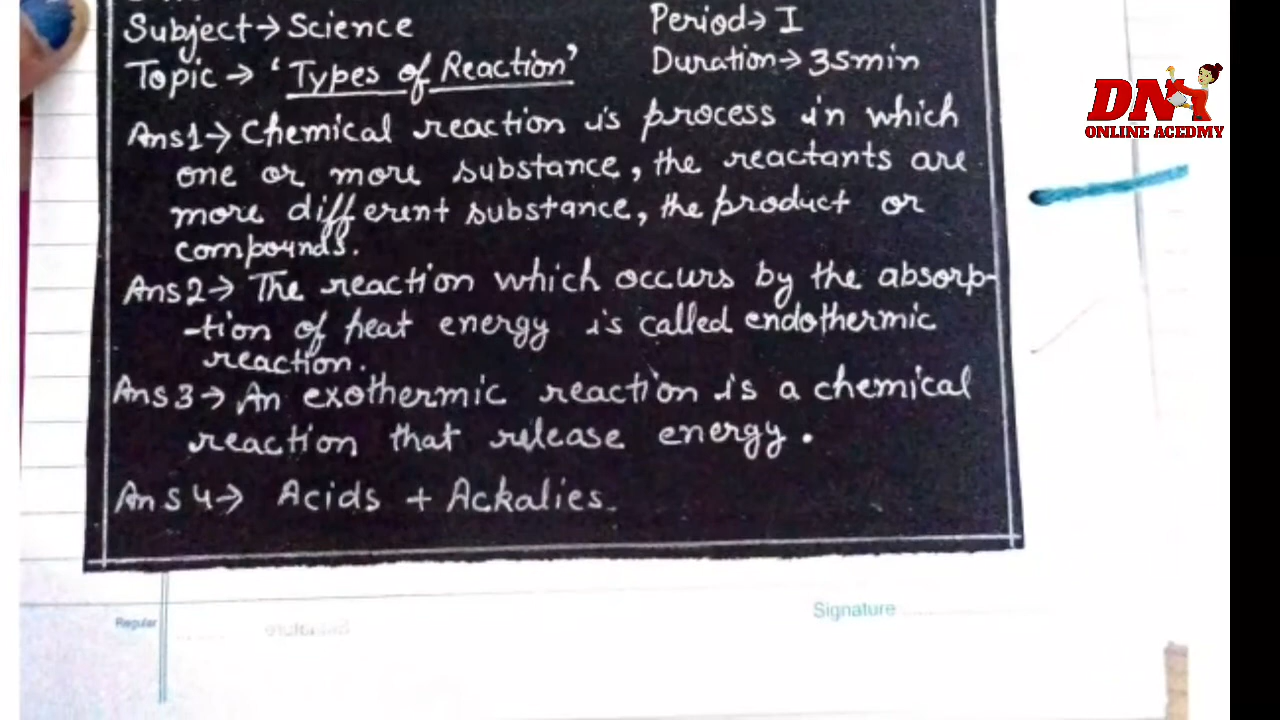 Subject → Science
Period → I
Topic → 'Types of Reaction'
Duration → 35min
Ans1 → Chemical reaction is process in which
one or more substance, the reactants are
more different substance, the product or
compounds.
Ans2 → The reaction which occurs by the absorp-
-tion of heat energy is called endothermic
reaction.
Ans3 → An exothermic reaction is a chemical
reaction that release energy.
Ans4 → Acids + Ackalies.
Regular
Signature
DN
ONLINE ACEDMY